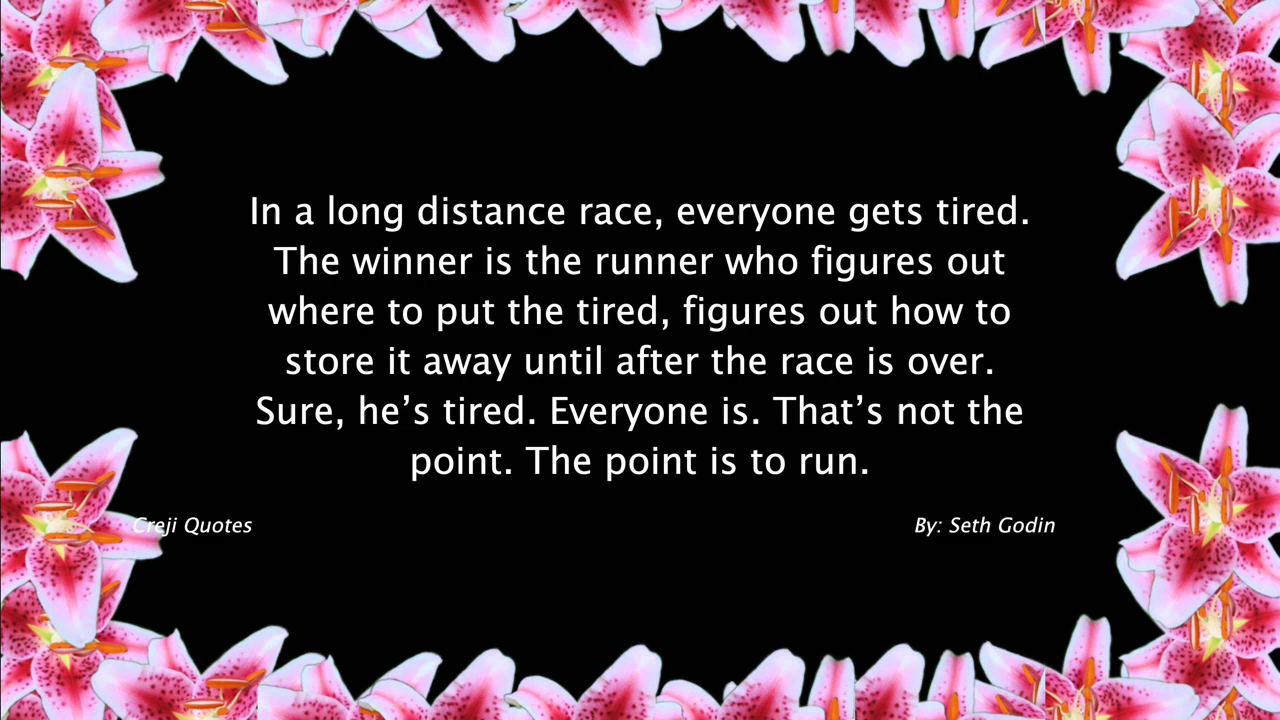 In a long distance race, everyone gets tired.
The winner is the runner who figures out
where to put the tired, figures out how to
store it away until after the race is over.
Sure, he’s tired. Everyone is. That’s not the
point. The point is to run.
Creji Quotes
By: Seth Godin